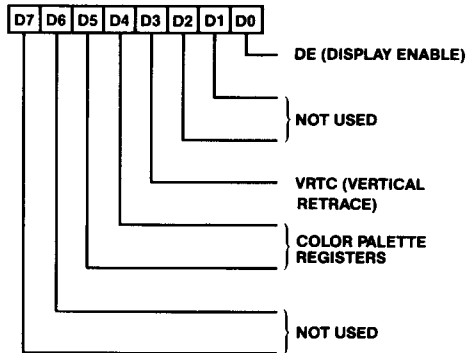 D7 D6 D5 D4 D3 D2 D1 D0
DE (DISPLAY ENABLE)
NOT USED
VRTC (VERTICAL
RETRACE)
COLOR PALETTE
REGISTERS
NOT USED